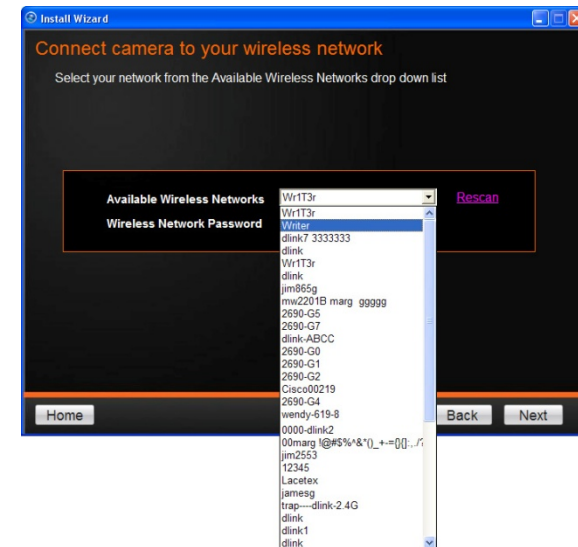 Install Wizard
Connect camera to your wireless network
Select your network from the Available Wireless Networks drop down list
Available Wireless Networks Wr1T3r Rescan
Wireless Network Password
Wr1T3r
Writer
dlink7 3333333
dlink
Wr1T3r
dlink
jim865g
mw2201B marg ggggg
2690-G5
2690-G7
dlink-ABCC
2690-G0
2690-G1
2690-G2
Cisco00219
2690-G4
wendy-619-8
0000-dlink2
00marg !@#$%^&*()_+-={}[]:,./?
jim2553
12345
Lacetex
jamesg
trap----dlink-2.4G
dlink
dlink1
dlink
Home Back Next